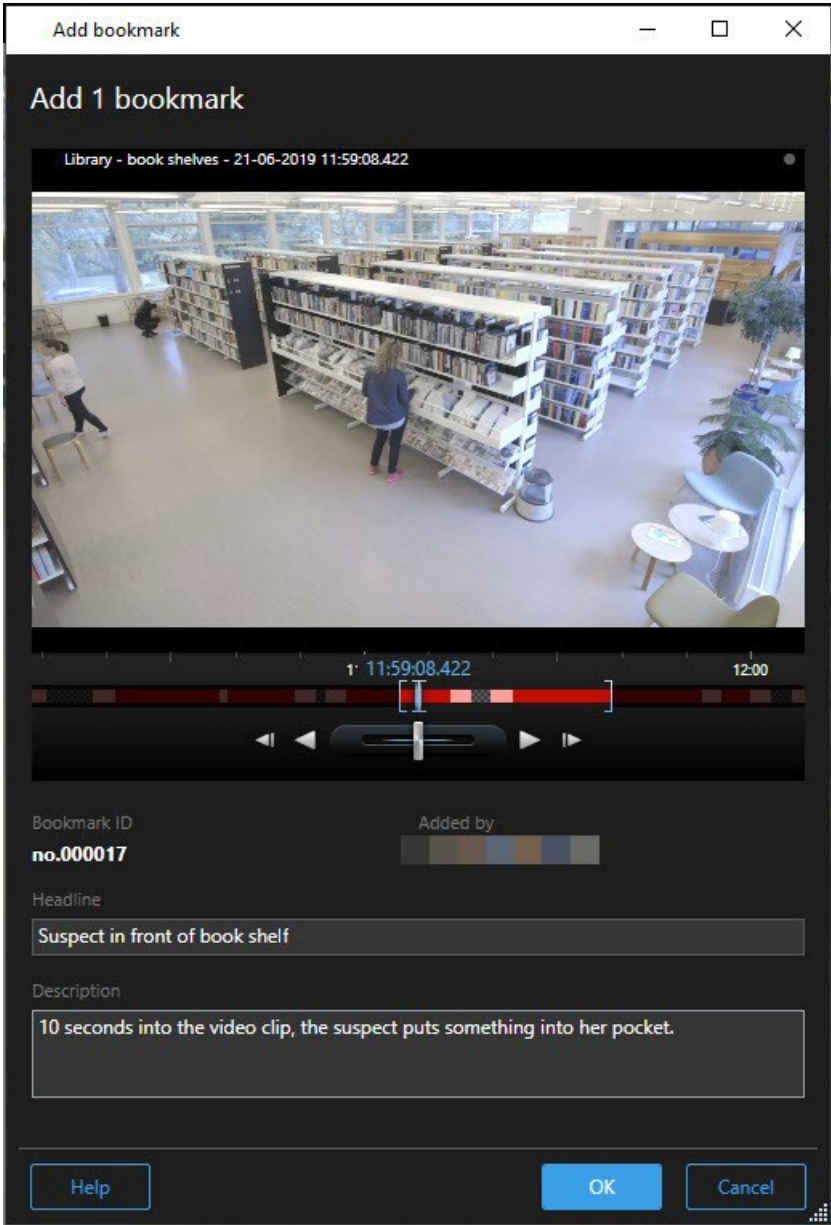 Add bookmark
Add 1 bookmark
Library - book shelves - 21-06-2019 11:59:08.422
11:59:08.422
12:00
Bookmark ID
Added by
no.000017
Headline
Suspect in front of book shelf
Description
10 seconds into the video clip, the suspect puts something into her pocket.
Help
OK
Cancel